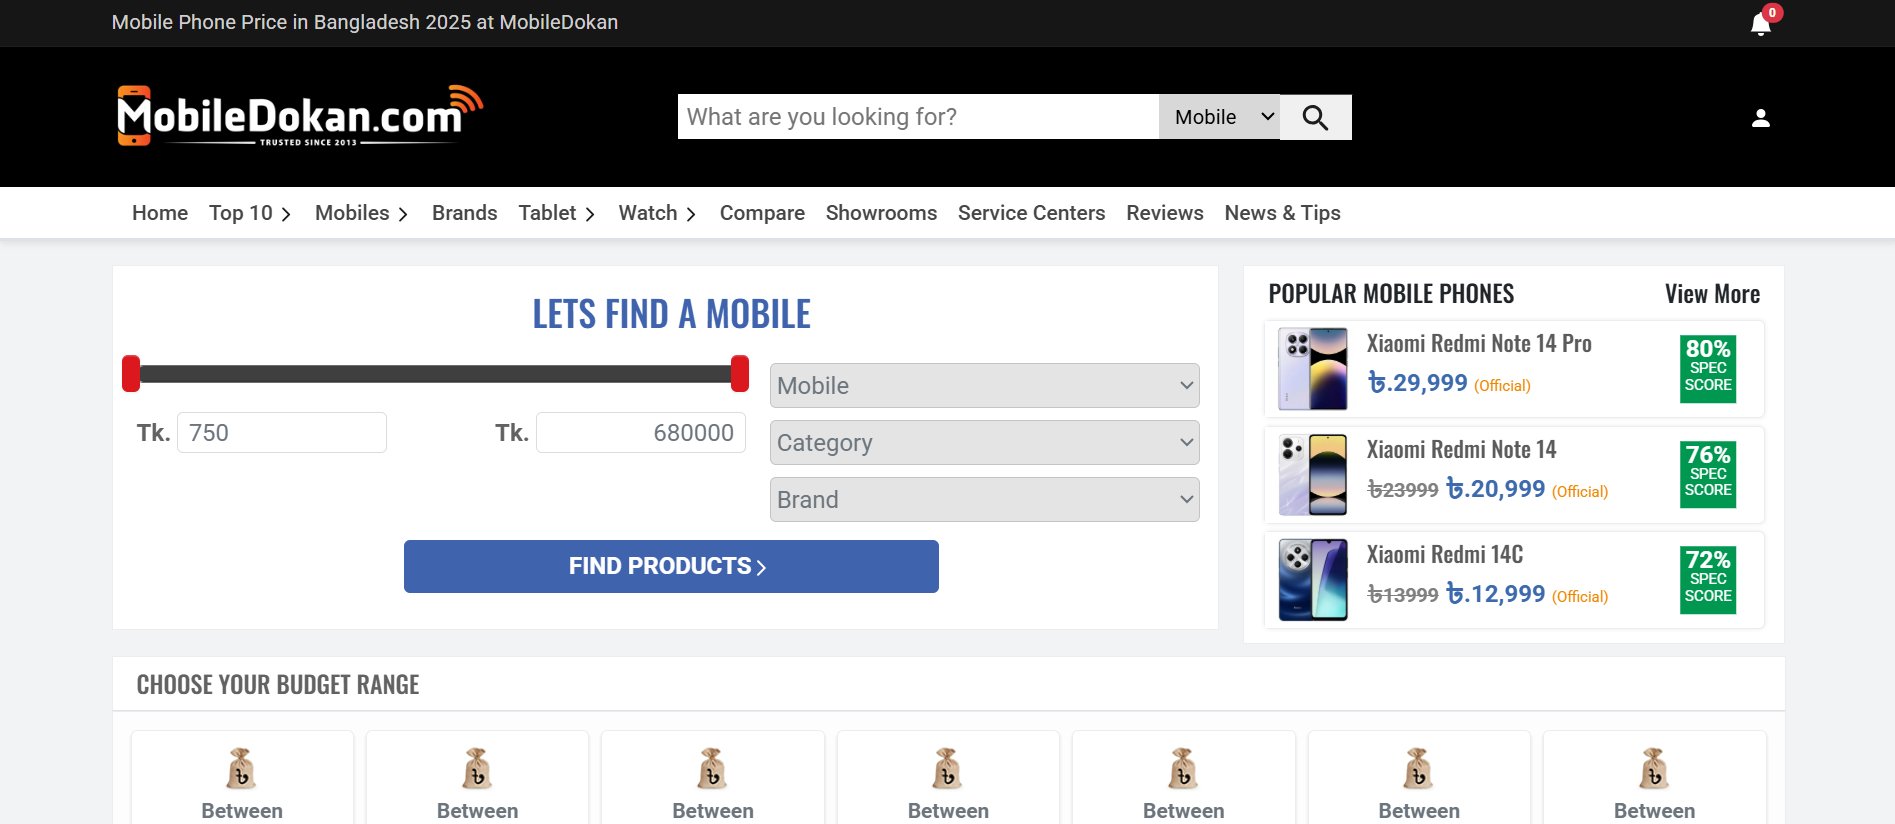 Mobile Phone Price in Bangladesh 2025 at MobileDokan
0
MobileDokan.com
TRUSTED SINCE 2013
What are you looking for?
Mobile
Home Top 10 Mobiles Brands Tablet Watch Compare Showrooms Service Centers Reviews News & Tips
LETS FIND A MOBILE
Tk. 750
Tk. 680000
Mobile
Category
Brand
FIND PRODUCTS
POPULAR MOBILE PHONES
View More
Xiaomi Redmi Note 14 Pro
৳.29,999 (Official)
80%
SPEC
SCORE
Xiaomi Redmi Note 14
৳23999 ৳.20,999 (Official)
76%
SPEC
SCORE
Xiaomi Redmi 14C
৳13999 ৳.12,999 (Official)
72%
SPEC
SCORE
CHOOSE YOUR BUDGET RANGE
৳ ৳ ৳ ৳ ৳ ৳ ৳
Between Between Between Between Between Between Between